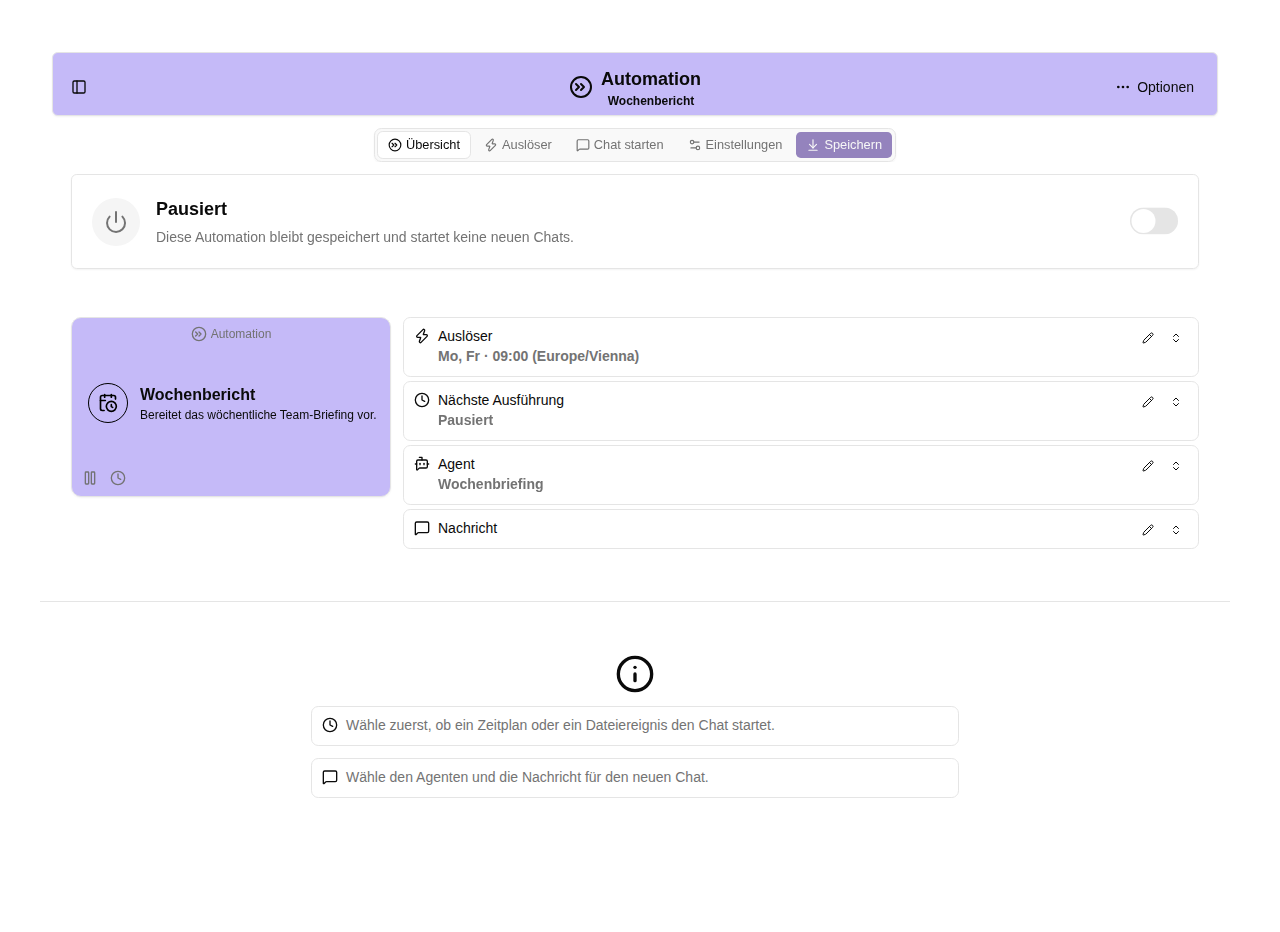 Automation
Wochenbericht
Optionen
Übersicht
Auslöser
Chat starten
Einstellungen
Speichern
Pausiert
Diese Automation bleibt gespeichert und startet keine neuen Chats.
Automation
Wochenbericht
Bereitet das wöchentliche Team-Briefing vor.
Auslöser
Mo, Fr · 09:00 (Europe/Vienna)
Nächste Ausführung
Pausiert
Agent
Wochenbriefing
Nachricht
Wähle zuerst, ob ein Zeitplan oder ein Dateiereignis den Chat startet.
Wähle den Agenten und die Nachricht für den neuen Chat.